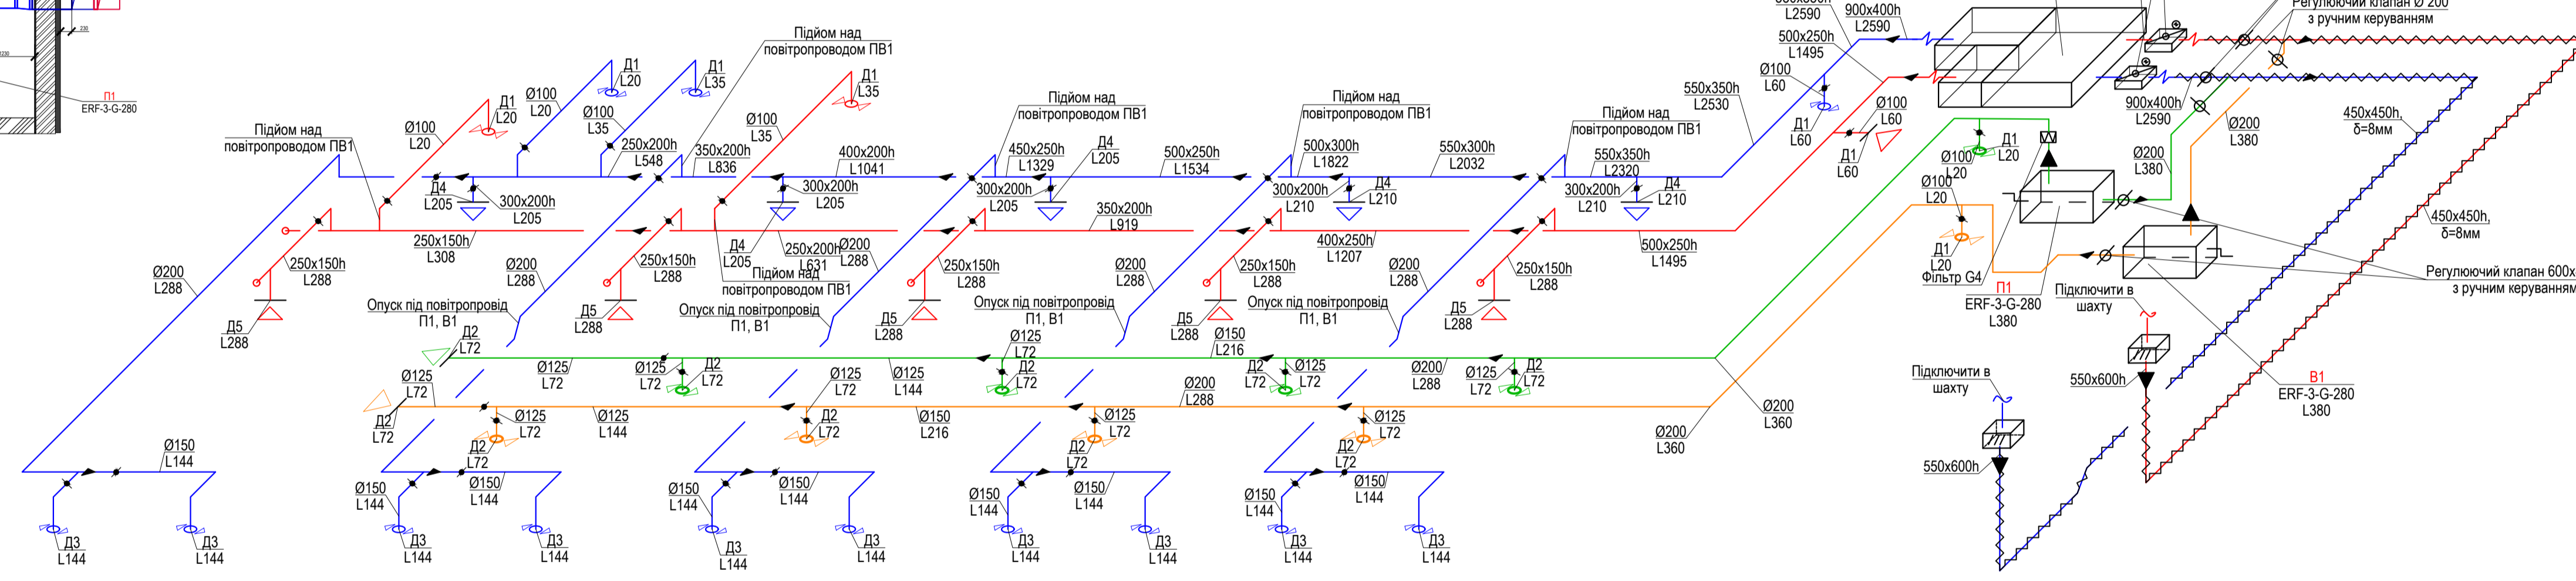 230
1230
П1
ERF-3-G-280
Підйом над
повітропроводом ПВ1
Ø100
L20
Д1
L20
Ø100
L20
Д1
L20
Ø100
L35
Д1
L35
250x200h
L548
Підйом над
повітропроводом ПВ1
350x200h
L836
Ø100
L35
Д1
L35
400x200h
L1041
Підйом над
повітропроводом ПВ1
450x250h
L1329
Д4
L205
500x250h
L1534
Підйом над
повітропроводом ПВ1
500x300h
L1822
550x300h
L2032
Підйом над
повітропроводом ПВ1
550x350h
L2320
550x350h
L2530
L2590
900x400h
L2590
500x250h
L1495
Ø100
L60
Д1
L60
Ø100
L60
Д1
L60
Д4
L205
300x200h
L205
300x200h
L205
Д4
L205
300x200h
L205
300x200h
L210
Д4
L210
300x200h
L210
Д4
L210
250x150h
L308
250x200h
L631
Підйом над
повітропроводом ПВ1
350x200h
L919
400x250h
L1207
500x250h
L1495
Ø200
L288
250x150h
L288
Д5
L288
Ø200
L288
250x150h
L288
Д5
L288
Ø200
L288
250x150h
L288
Д5
L288
Ø200
L288
250x150h
L288
Д5
L288
Ø200
L288
250x150h
L288
Д5
L288
Опуск під повітропровід
П1, В1
Опуск під повітропровід
П1, В1
Опуск під повітропровід
П1, В1
Опуск під повітропровід
П1, В1
Д2
L72
Ø125
L72
Ø125
L72
Д2
L72
Ø125
L144
Ø125
L72
Д2
L72
Ø150
L216
Д2
L72
Ø125
L72
Ø200
L288
Ø125
L72
Д2
L72
Ø200
L360
Ø125
L72
Д2
L72
Ø125
L72
Д2
L72
Ø125
L144
Ø125
L72
Д2
L72
Ø150
L216
Ø200
L288
Ø125
L72
Д2
L72
Ø125
L72
Д2
L72
Ø200
L360
Ø150
L144
Д3
L144
Д3
L144
Ø150
L144
Ø150
L144
Д3
L144
Д3
L144
Ø150
L144
Ø150
L144
Д3
L144
Д3
L144
Ø150
L144
Ø150
L144
Д3
L144
Д3
L144
Ø150
L144
Ø150
L144
Д3
L144
Д3
L144
Регулюючий клапан Ø 200
з ручним керуванням
900x400h
L2590
Ø200
L380
Ø200
L380
450x450h,
δ=8мм
450x450h,
δ=8мм
Ø100
L20
Д1
L20
Ø100
L20
Д1
L20
Фільтр G4
П1
ERF-3-G-280
L380
Регулюючий клапан 600x
з ручним керуванням
Підключити в
шахту
550x600h
В1
ERF-3-G-280
L380
Підключити в
шахту
550x600h